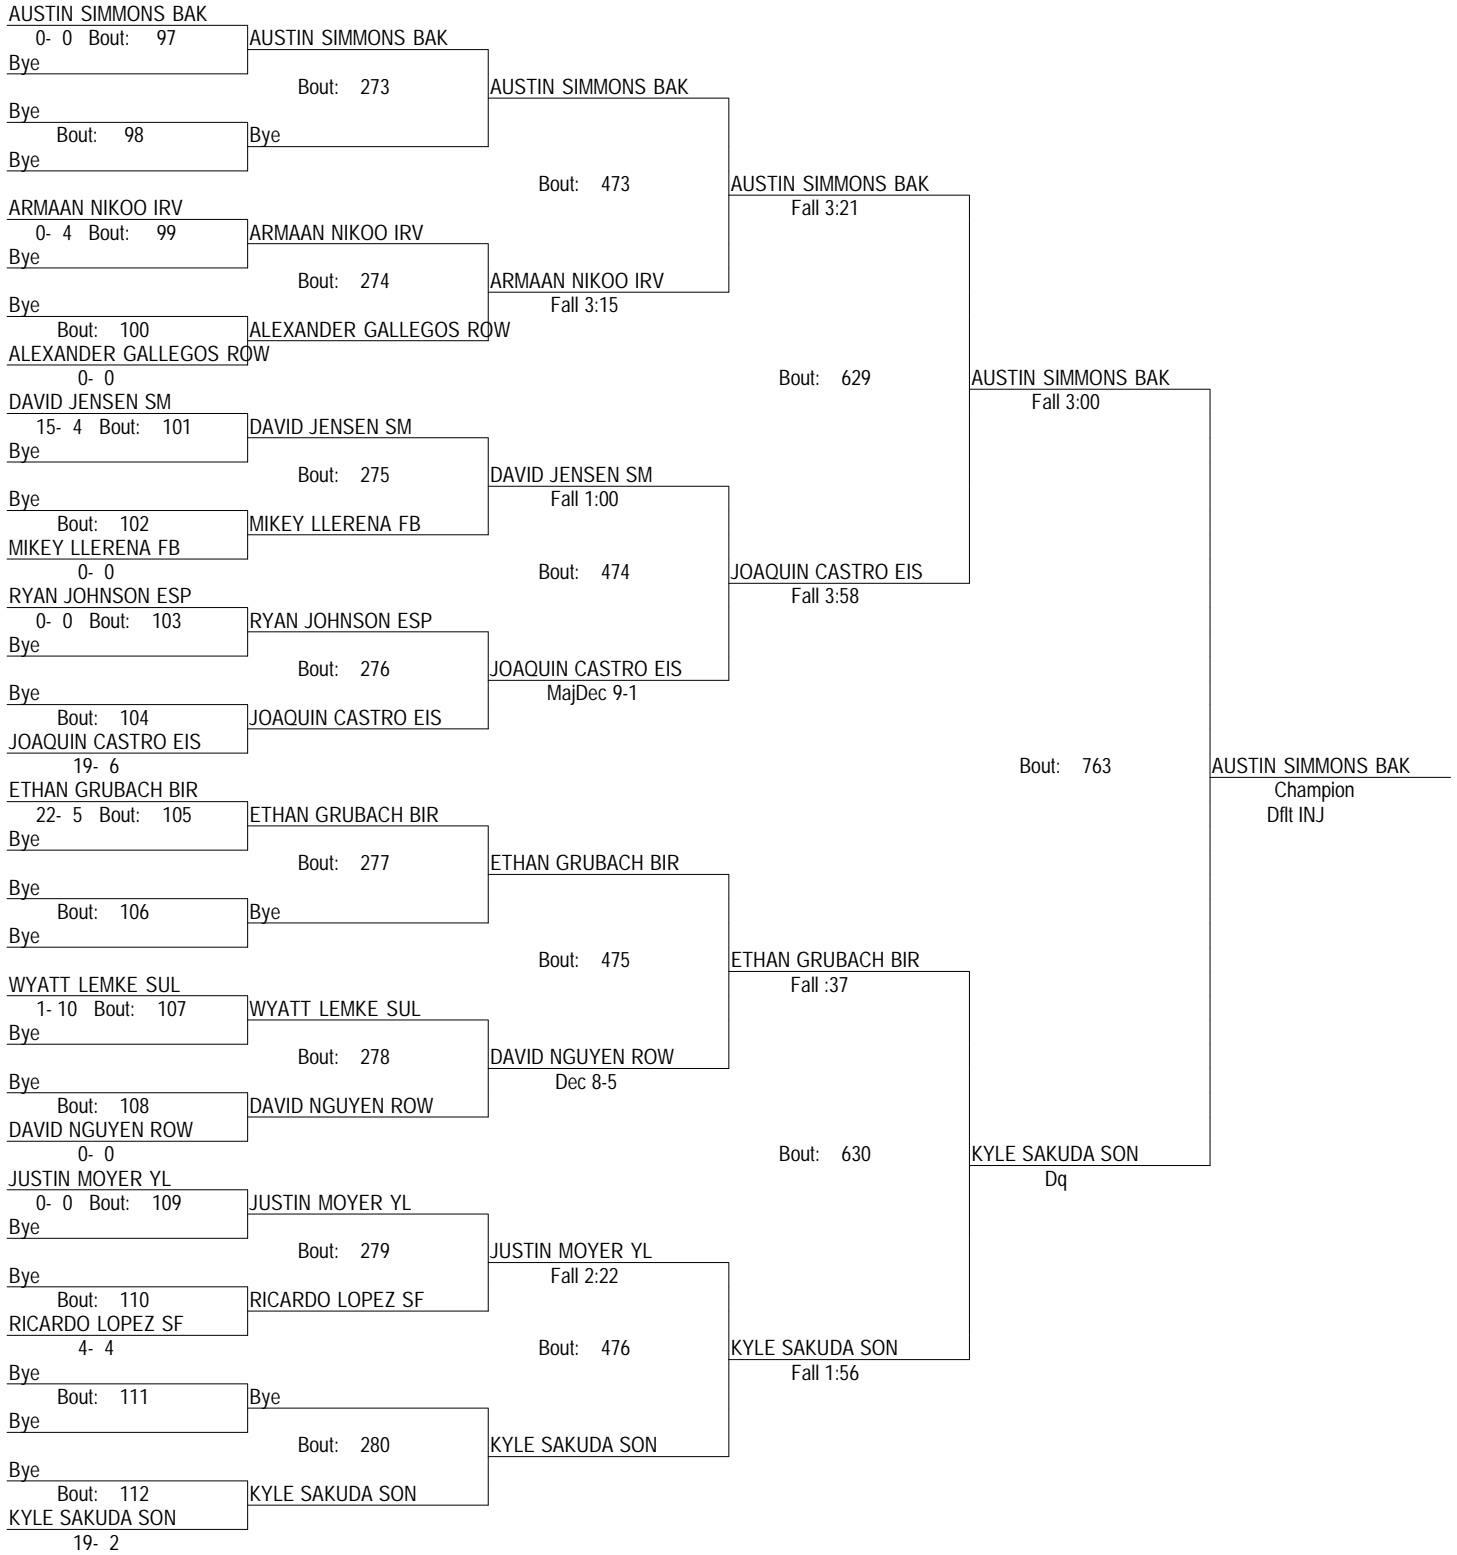 AUSTIN SIMMONS BAK
0- 0 Bout: 97 AUSTIN SIMMONS BAK
Bye
Bout: 273 AUSTIN SIMMONS BAK
Bye
Bout: 98 Bye
Bye
Bout: 473 AUSTIN SIMMONS BAK
Fall 3:21
ARMAAN NIKOO IRV
0- 4 Bout: 99 ARMAAN NIKOO IRV
Bye
Bout: 274 ARMAAN NIKOO IRV
Bye Fall 3:15
Bout: 100 ALEXANDER GALLEGOS ROW
ALEXANDER GALLEGOS ROW
0- 0 Bout: 629 AUSTIN SIMMONS BAK
DAVID JENSEN SM Fall 3:00
15- 4 Bout: 101 DAVID JENSEN SM
Bye
Bout: 275 DAVID JENSEN SM
Bye Fall 1:00
Bout: 102 MIKEY LLERENA FB
MIKEY LLERENA FB
0- 0 Bout: 474 JOAQUIN CASTRO EIS
RYAN JOHNSON ESP Fall 3:58
0- 0 Bout: 103 RYAN JOHNSON ESP
Bye
Bout: 276 JOAQUIN CASTRO EIS
Bye MajDec 9-1
Bout: 104 JOAQUIN CASTRO EIS
JOAQUIN CASTRO EIS
19- 6 Bout: 763 AUSTIN SIMMONS BAK
ETHAN GRUBACH BIR Champion
22- 5 Bout: 105 ETHAN GRUBACH BIR Dflt INJ
Bye
Bout: 277 ETHAN GRUBACH BIR
Bye
Bout: 106 Bye
Bye
Bout: 475 ETHAN GRUBACH BIR
WYATT LEMKE SUL Fall :37
1- 10 Bout: 107 WYATT LEMKE SUL
Bye
Bout: 278 DAVID NGUYEN ROW
Bye Dec 8-5
Bout: 108 DAVID NGUYEN ROW
DAVID NGUYEN ROW
0- 0 Bout: 630 KYLE SAKUDA SON
JUSTIN MOYER YL Dq
0- 0 Bout: 109 JUSTIN MOYER YL
Bye
Bout: 279 JUSTIN MOYER YL
Bye Fall 2:22
Bout: 110 RICARDO LOPEZ SF
RICARDO LOPEZ SF
4- 4 Bout: 476 KYLE SAKUDA SON
Bye Fall 1:56
Bout: 111 Bye
Bye
Bout: 280 KYLE SAKUDA SON
Bye
Bout: 112 KYLE SAKUDA SON
KYLE SAKUDA SON
19- 2